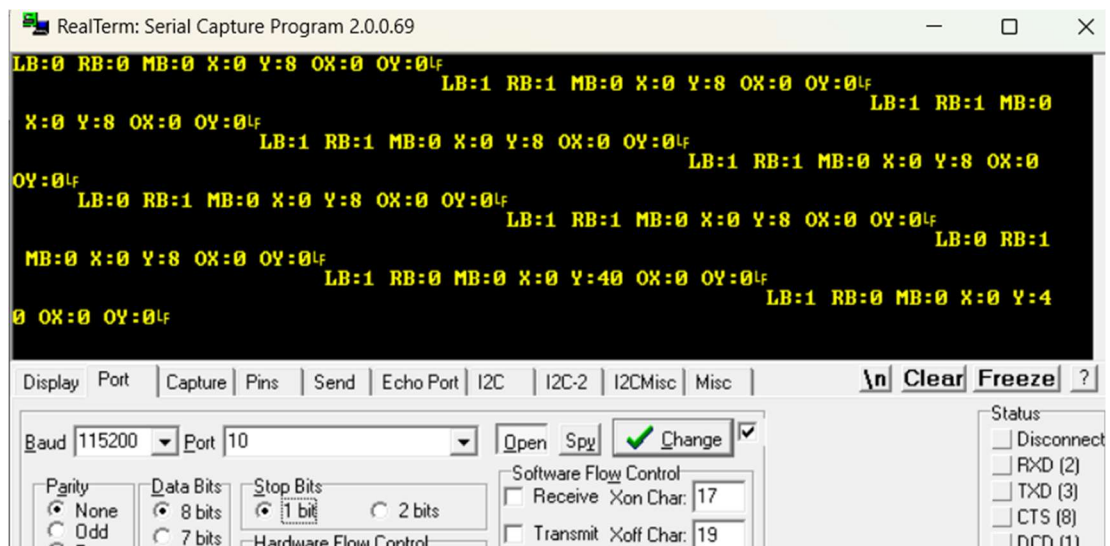 RealTerm: Serial Capture Program 2.0.0.69
LB:0 RB:0 MB:0 X:0 Y:8 OX:0 OY:0LF
LB:1 RB:1 MB:0 X:0 Y:8 OX:0 OY:0LF
LB:1 RB:1 MB:0
X:0 Y:8 OX:0 OY:0LF
LB:1 RB:1 MB:0 X:0 Y:8 OX:0 OY:0LF
LB:1 RB:1 MB:0 X:0 Y:8 OX:0
OY:0LF
LB:0 RB:1 MB:0 X:0 Y:8 OX:0 OY:0LF
LB:1 RB:1 MB:0 X:0 Y:8 OX:0 OY:0LF
LB:0 RB:1
MB:0 X:0 Y:8 OX:0 OY:0LF
LB:1 RB:0 MB:0 X:0 Y:40 OX:0 OY:0LF
LB:1 RB:0 MB:0 X:0 Y:4
0 OX:0 OY:0LF
Display Port Capture Pins Send Echo Port I2C I2C-2 I2CMisc Misc \n Clear Freeze ?
Baud 115200 Port 10 Open Spy Change
Status
Disconnect
RXD (2)
TXD (3)
CTS (8)
DCD (1)
Parity
None
Odd
Data Bits
8 bits
7 bits
Stop Bits
1 bit 2 bits
Hardware Flow Control
Software Flow Control
Receive Xon Char: 17
Transmit Xoff Char: 19